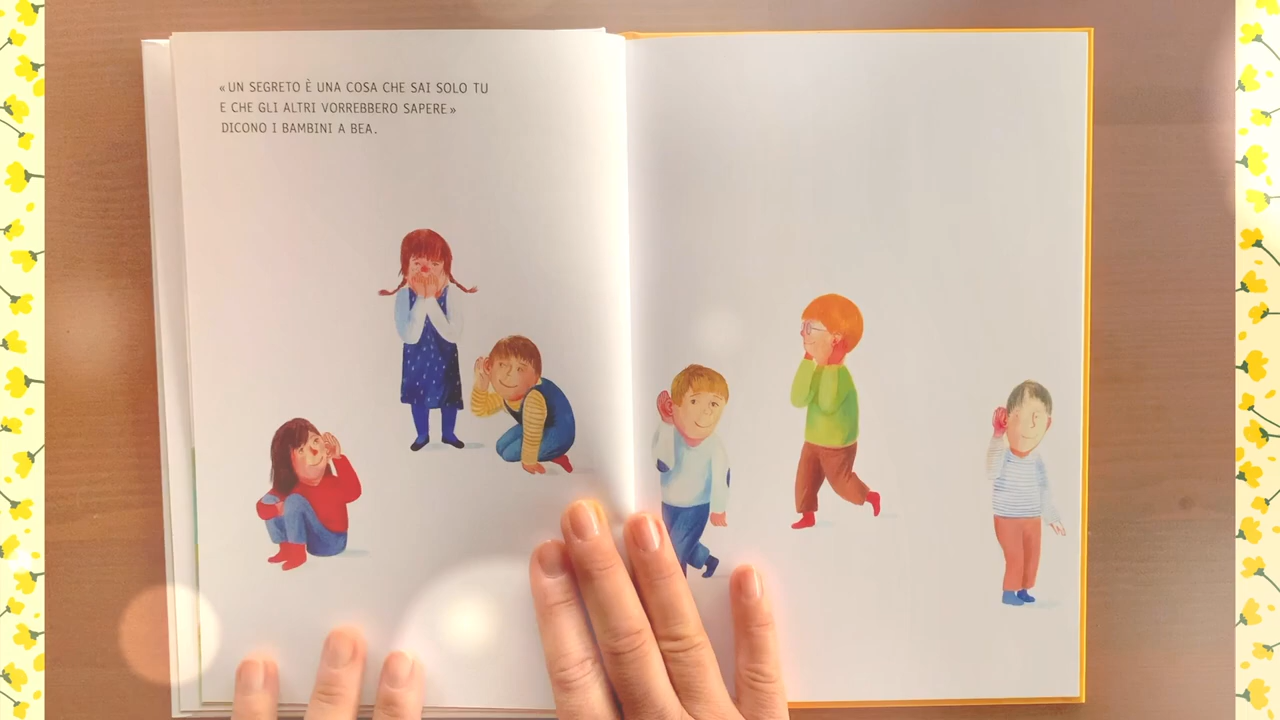 «UN SEGRETO È UNA COSA CHE SAI SOLO TU
E CHE GLI ALTRI VORREBBERO SAPERE»
DICONO I BAMBINI A BEA.